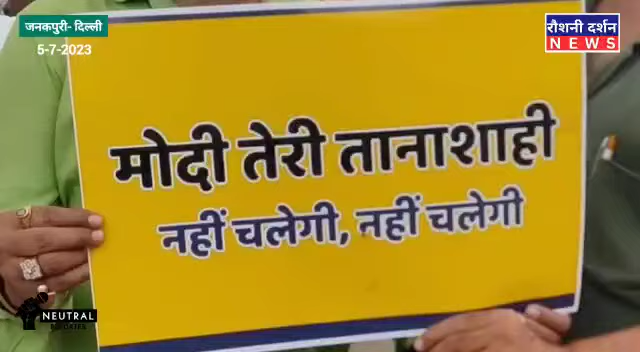 जनकपुरी- दिल्ली
5-7-2023
रौशनी दर्शन
NEWS
मोदी तेरी तानाशाही
नहीं चलेगी, नहीं चलेगी
NEUTRAL